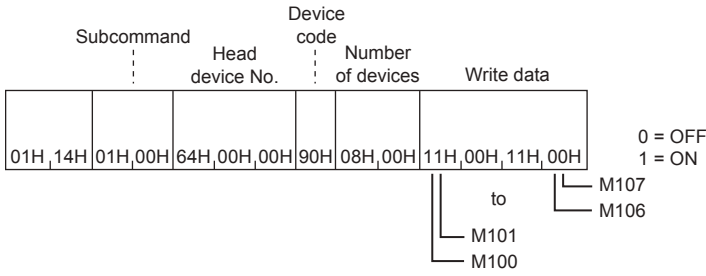 Subcommand
Head
device No.
Device
code
Number
of devices
Write data
01H 14H 01H 00H 64H 00H 00H 90H 08H 00H 11H 00H 11H 00H
0 = OFF
1 = ON
to
M107
M106
M101
M100